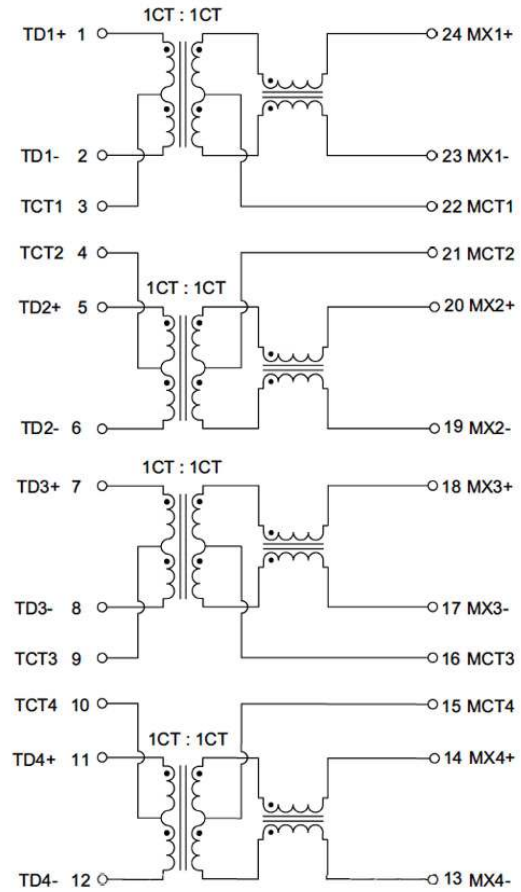 1CT : 1CT
TD1+ 1 24 MX1+
TD1- 2 23 MX1-
TCT1 3 22 MCT1
TCT2 4 21 MCT2
1CT : 1CT
TD2+ 5 20 MX2+
TD2- 6 19 MX2-
1CT : 1CT
TD3+ 7 18 MX3+
TD3- 8 17 MX3-
TCT3 9 16 MCT3
TCT4 10 15 MCT4
1CT : 1CT
TD4+ 11 14 MX4+
TD4- 12 13 MX4-